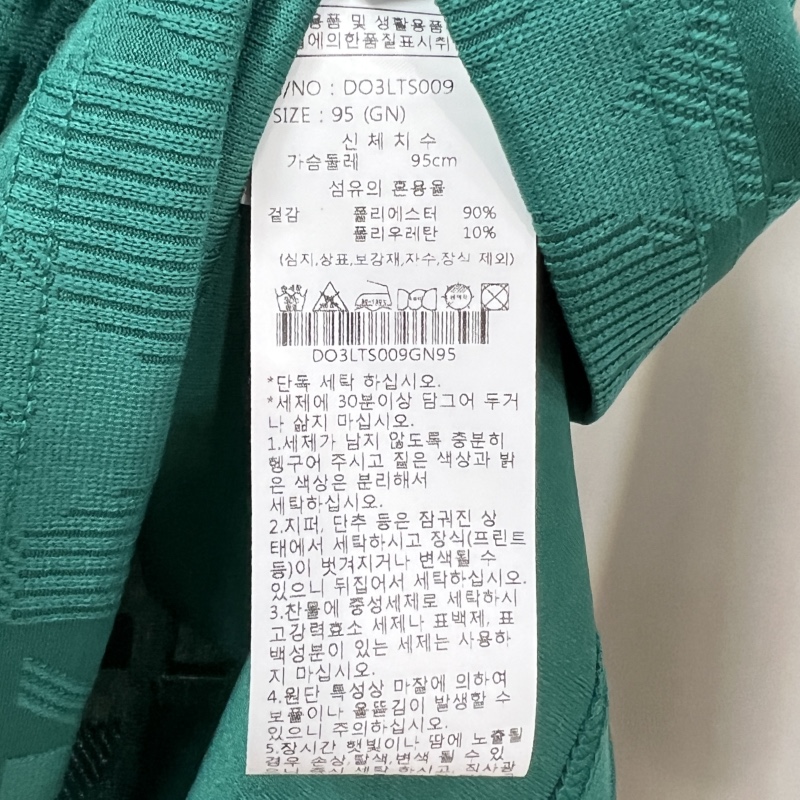 용품 및 생활용품
에의한품질표시
/NO : DO3LTS009
SIZE : 95 (GN)
신 체 치 수
가슴둘레 95cm
섬유의 혼용율
겉감 폴리에스터 90%
폴리우레탄 10%
(심지,상표,보강재,자수,장식 제외)
DO3LTS009GN95
*단독 세탁 하십시오.
*세제에 30분이상 담그어 두거
나 삶지 마십시오.
1.세제가 남지 않도록 충분히
헹구어 주시고 짙은 색상과 밝
은 색상은 분리해서
세탁하십시오.
2.지퍼, 단추 등은 잠궈진 상
태에서 세탁하시고 장식(프린트
등)이 벗겨지거나 변색될 수
있으니 뒤집어서 세탁하십시오.
3.찬물에 중성세제로 세탁하시
고강력효소 세제나 표백제, 표
백성분이 있는 세제는 사용하
지 마십시오.
4.원단 특성상 마찰에 의하여
보풀이나 올뜯김이 발생할 수
있으니 주의하십시오.
5.장시간 햇빛이나 땀에 노출될
경우 손상,탈색,변색 될 수 있